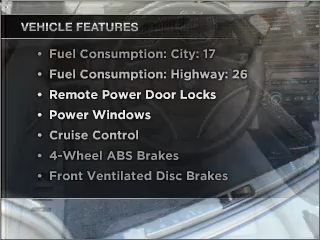 VEHICLE FEATURES
• Fuel Consumption: City: 17
• Fuel Consumption: Highway: 26
• Remote Power Door Locks
• Power Windows
• Cruise Control
• 4-Wheel ABS Brakes
• Front Ventilated Disc Brakes